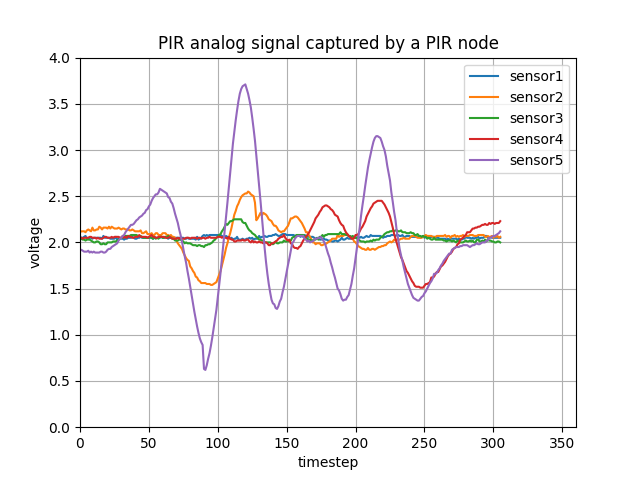 PIR analog signal captured by a PIR node
4.0
3.5
3.0
2.5
2.0
1.5
1.0
0.5
0.0
voltage
sensor1
sensor2
sensor3
sensor4
sensor5
0 50 100 150 200 250 300 350
timestep